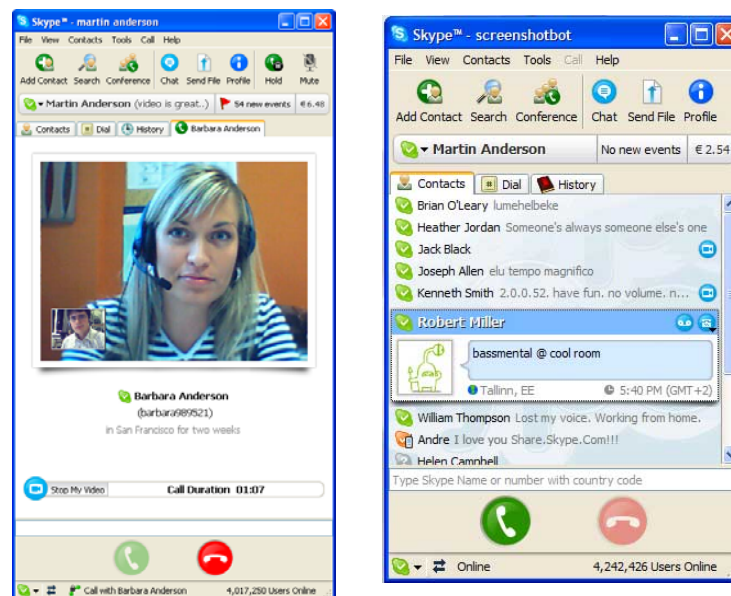 Skype™ - martin anderson
File View Contacts Tools Call Help
Add Contact Search Conference Chat Send File Profile Hold Mute
Martin Anderson (video is great..) 54 new events € 6.48
Contacts Dial History Barbara Anderson
Barbara Anderson
(barbara989521)
in San Francisco for two weeks
Stop My Video Call Duration 01:07
Call with Barbara Anderson 4,017,250 Users Online
Skype™ - screenshotbot
File View Contacts Tools Call Help
Add Contact Search Conference Chat Send File Profile
Martin Anderson No new events € 2.54
Contacts Dial History
Brian O'Leary lumehelbeke
Heather Jordan Someone's always someone else's one
Jack Black
Joseph Allen elu tempo magnifico
Kenneth Smith 2.0.0.52. have fun. no volume. n...
Robert Miller
bassmental @ cool room
Tallinn, EE 5:40 PM (GMT+2)
William Thompson Lost my voice. Working from home.
Andre I love you Share.Skype.Com!!!
Helen Campbell
Type Skype Name or number with country code
Online 4,242,426 Users Online